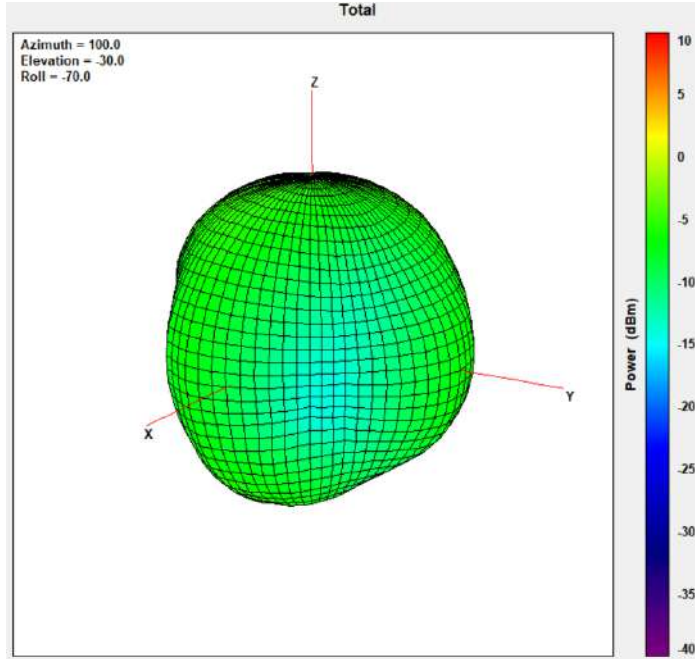 Total
Azimuth = 100.0
Elevation = -30.0
Roll = -70.0
Z
X
Y
10
5
0
-5
-10
-15
-20
-25
-30
-35
-40
Power (dBm)